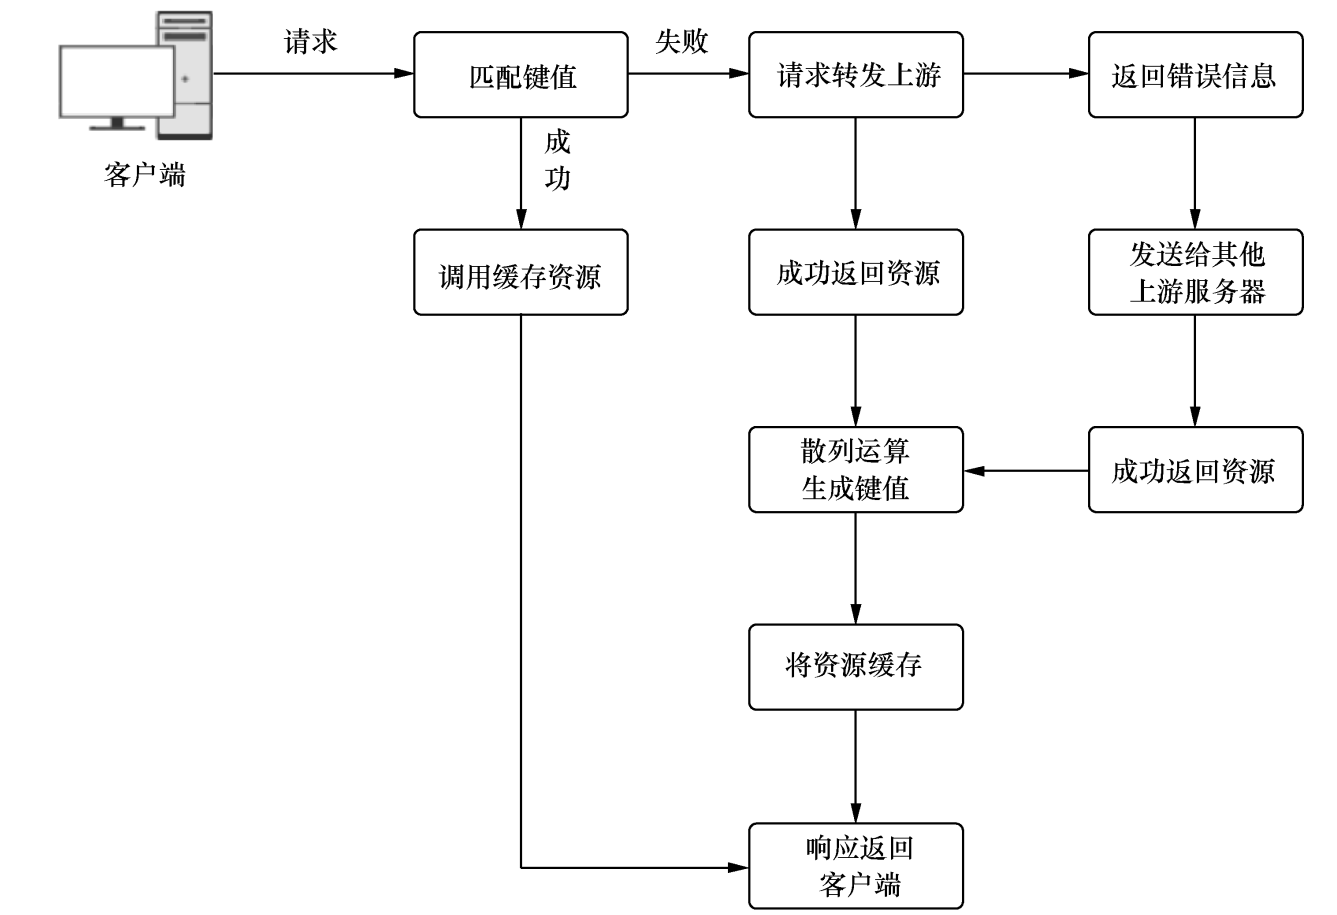 请求
失败
匹配键值
请求转发上游
返回错误信息
客户端
成
功
调用缓存资源
成功返回资源
发送给其他
上游服务器
散列运算
生成键值
成功返回资源
将资源缓存
响应返回
客户端